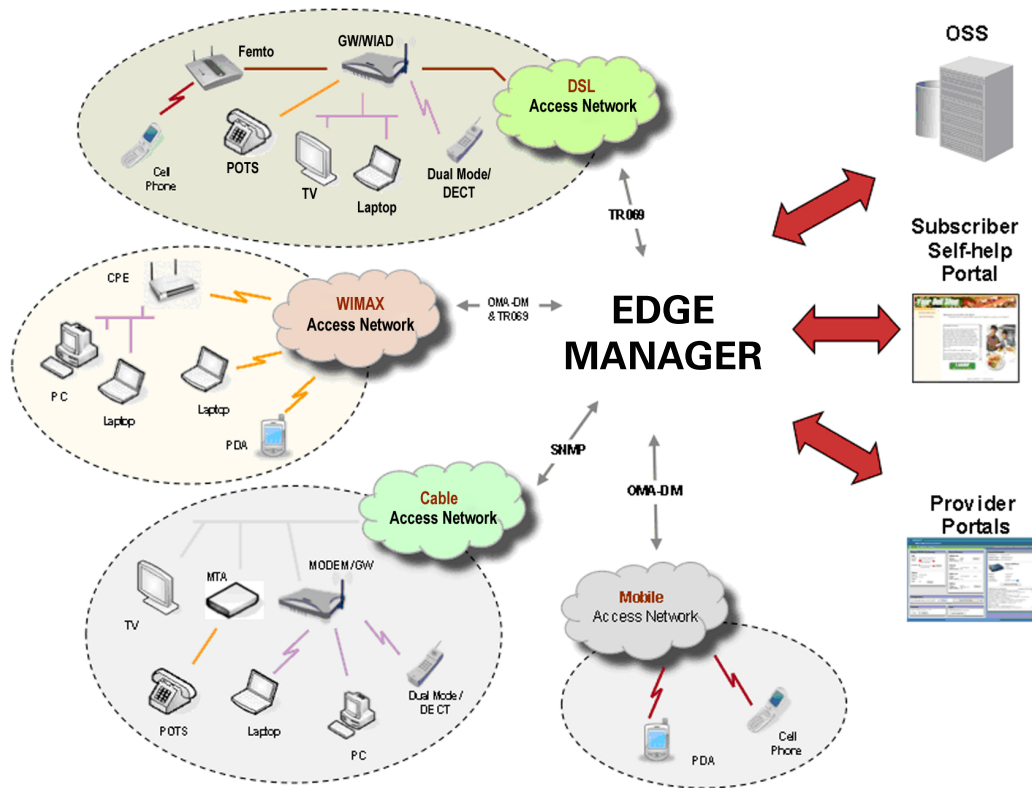 Femto
GW/WIAD
DSL
Access Network
Cell
Phone
POTS
TV
Laptop
Dual Mode/
DECT
TR069
OSS
Subscriber
Self-help
Portal
CPE
WIMAX
Access Network
OMA-DM
& TR069
EDGE
MANAGER
PC
Laptop
Laptop
PDA
SNMP
OMA-DM
Cable
Access Network
Provider
Portals
TV
MTA
MODEM/GW
POTS
Laptop
PC
Dual Mode /
DECT
Mobile
Access Network
PDA
Cell
Phone